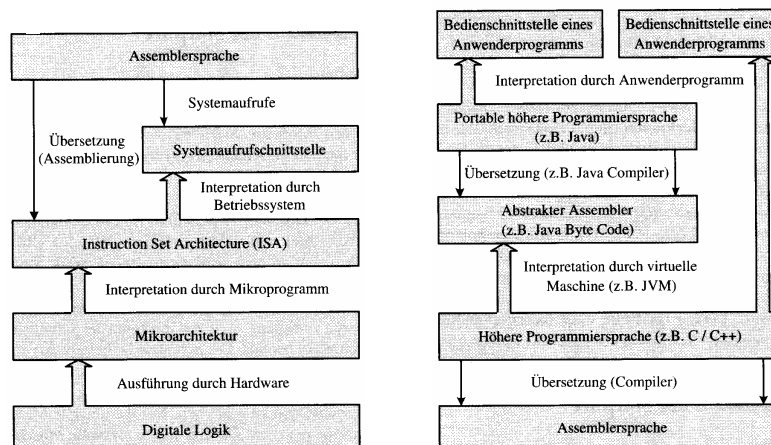 Assemblersprache
Systemaufrufe
Übersetzung
(Assemblierung)
Systemaufrufschnittstelle
Interpretation durch
Betriebssystem
Instruction Set Architecture (ISA)
Interpretation durch Mikroprogramm
Mikroarchitektur
Ausführung durch Hardware
Digitale Logik
Bedienschnittstelle eines
Anwenderprogramms
Bedienschnittstelle eines
Anwenderprogramms
Interpretation durch Anwenderprogramm
Portable höhere Programmiersprache
(z.B. Java)
Übersetzung (z.B. Java Compiler)
Abstrakter Assembler
(z.B. Java Byte Code)
Interpretation durch virtuelle
Maschine (z.B. JVM)
Höhere Programmiersprache (z.B. C / C++)
Übersetzung (Compiler)
Assemblersprache